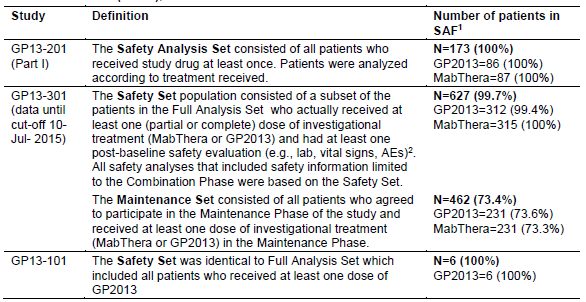 Study Definition Number of patients in
SAF1
GP13-201 The Safety Analysis Set consisted of all patients who N=173 (100%)
(Part I) received study drug at least once. Patients were analyzed GP2013=86 (100%)
according to treatment received. MabThera=87 (100%)
GP13-301 The Safety Set population consisted of a subset of the N=627 (99.7%)
(data until patients in the Full Analysis Set who actually received at GP2013=312 (99.4%)
cut-off 10- least one (partial or complete) dose of investigational MabThera=315 (100%)
Jul- 2015) treatment (MabThera or GP2013) and had at least one
post-baseline safety evaluation (e.g., lab, vital signs, AEs)2.
All safety analyses that included safety information limited
to the Combination Phase were based on the Safety Set.
The Maintenance Set consisted of all patients who agreed N=462 (73.4%)
to participate in the Maintenance Phase of the study and GP2013=231 (73.6%)
received at least one dose of investigational treatment MabThera=231 (73.3%)
(MabThera or GP2013) in the Maintenance Phase.
GP13-101 The Safety Set was identical to Full Analysis Set which N=6 (100%)
included all patients who received at least one dose of GP2013=6 (100%)
GP2013